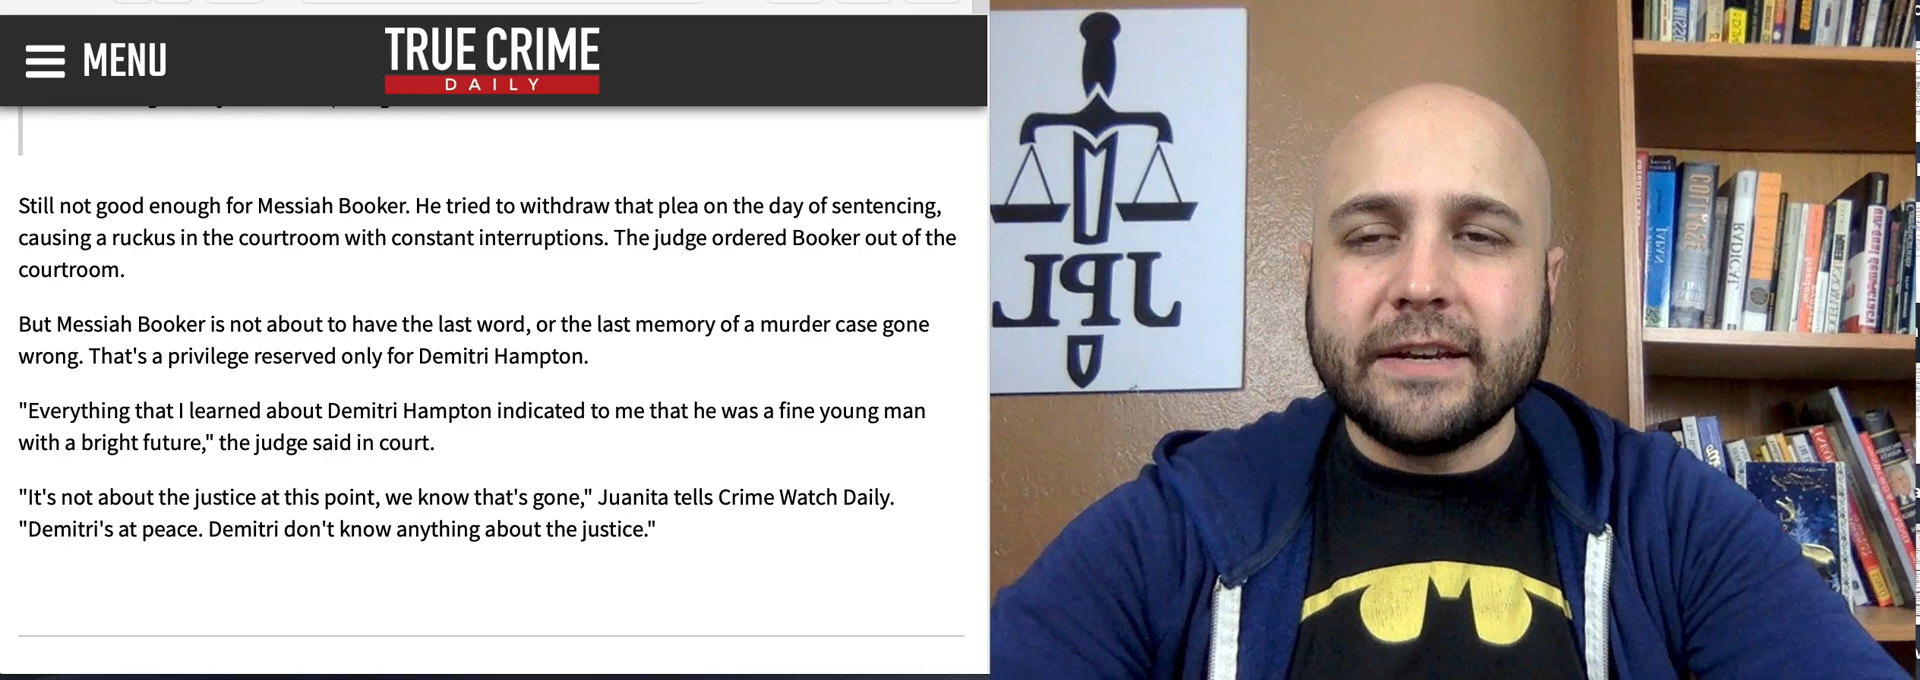 MENU
TRUE CRIME
DAILY
Still not good enough for Messiah Booker. He tried to withdraw that plea on the day of sentencing,
causing a ruckus in the courtroom with constant interruptions. The judge ordered Booker out of the
courtroom.
But Messiah Booker is not about to have the last word, or the last memory of a murder case gone
wrong. That's a privilege reserved only for Demitri Hampton.
"Everything that I learned about Demitri Hampton indicated to me that he was a fine young man
with a bright future," the judge said in court.
"It's not about the justice at this point, we know that's gone," Juanita tells Crime Watch Daily.
"Demitri's at peace. Demitri don't know anything about the justice."
JPL
COLLAPSE
RADICAL
JAPAN